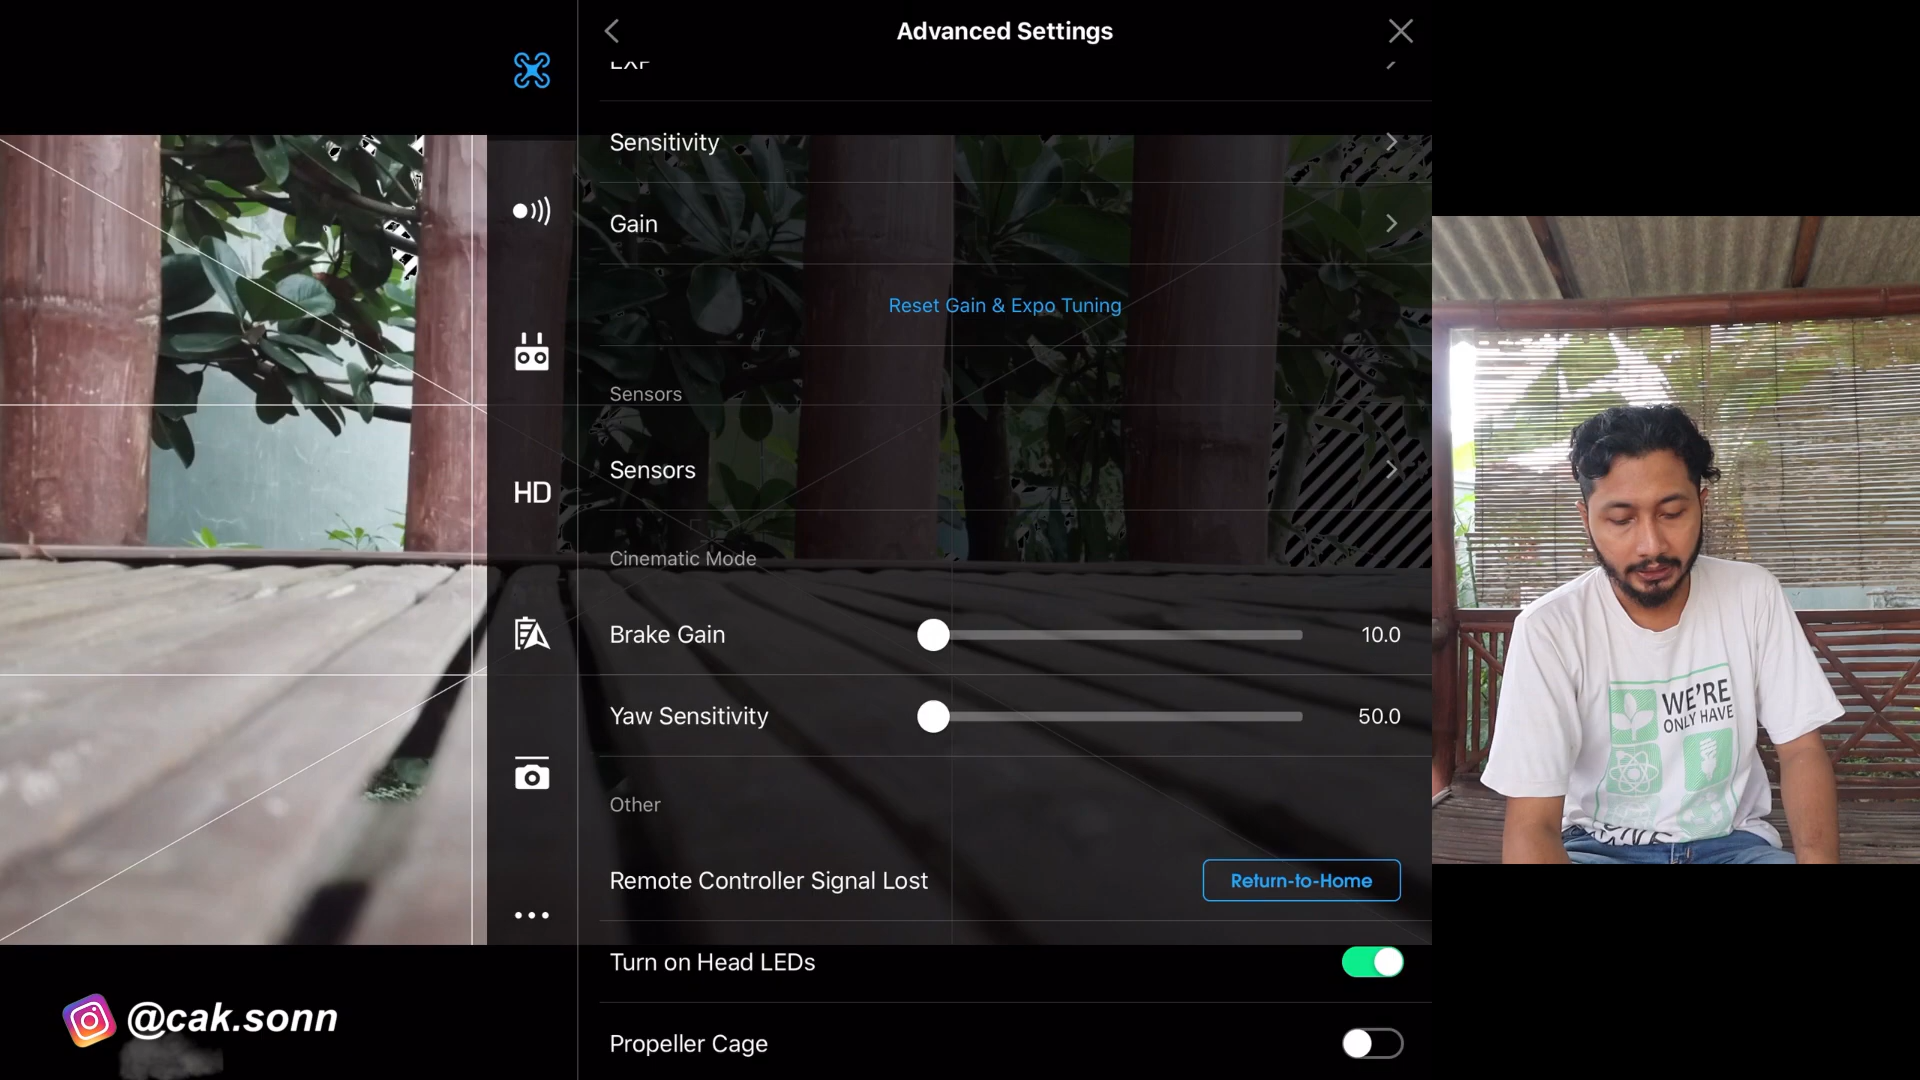 Advanced Settings
EXP
Sensitivity
Gain
Reset Gain & Expo Tuning
Sensors
Sensors
HD
Cinematic Mode
Brake Gain 10.0
Yaw Sensitivity 50.0
Other
Remote Controller Signal Lost Return-to-Home
Turn on Head LEDs
Propeller Cage
@cak.sonn
WE'RE
ONLY HAVE